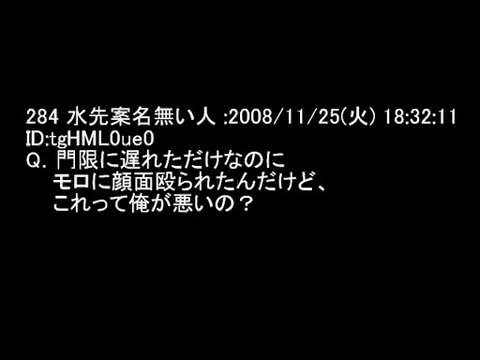 284 水先案名無い人 :2008/11/25(火) 18:32:11
ID:tgHML0ue0
Q. 門限に遅れただけなのに
モロに顔面殴られたんだけど、
これって俺が悪いの？